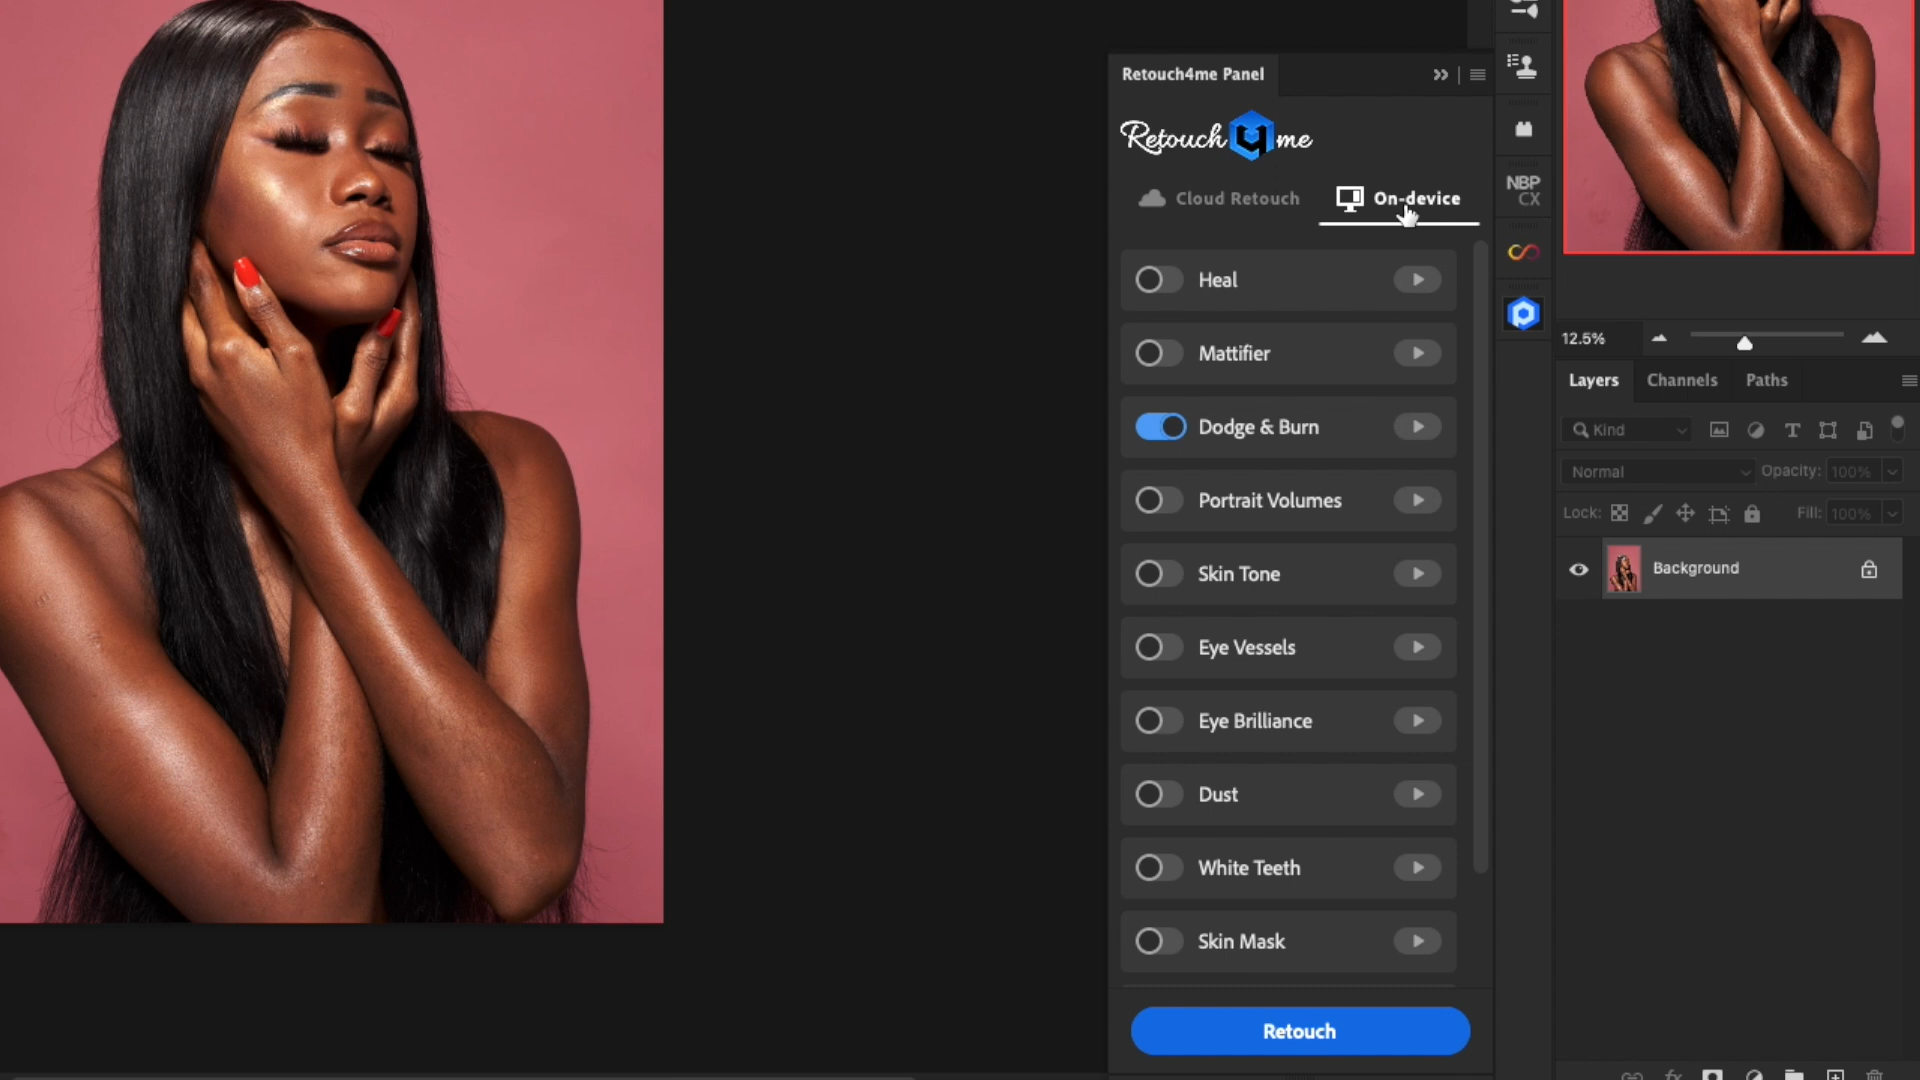 Retouch4me Panel
Retouch4me
Cloud Retouch
On-device
Heal
Mattifier
Dodge & Burn
Portrait Volumes
Skin Tone
Eye Vessels
Eye Brilliance
Dust
White Teeth
Skin Mask
Retouch
NBP
CX
12.5%
Layers Channels Paths
Kind
Normal Opacity: 100%
Lock: Fill: 100%
Background